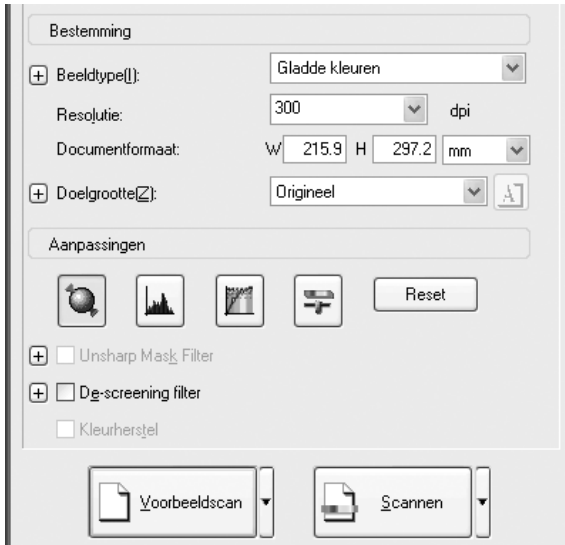 Bestemming
Beeldtype(I): Gladde kleuren
Resolutie: 300 dpi
Documentformaat: W 215.9 H 297.2 mm
Doelgrootte(Z): Origineel A
Aanpassingen
Reset
Unsharp Mask Filter
De-screening filter
Kleurherstel
Voorbeeldscan Scannen